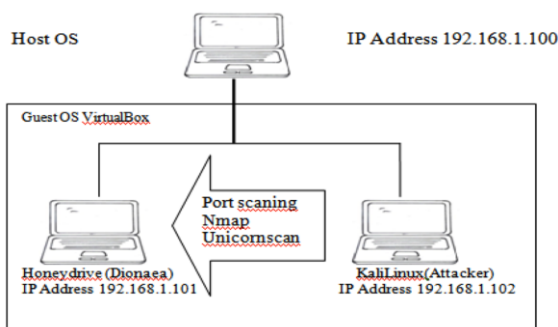 Host OS
IP Address 192.168.1.100
Guest OS VirtualBox
Port scaning
Nmap
Unicornscan
Honeydrive (Dionaea)
IP Address 192.168.1.101
KaliLinux(Attacker)
IP Address 192.168.1.102